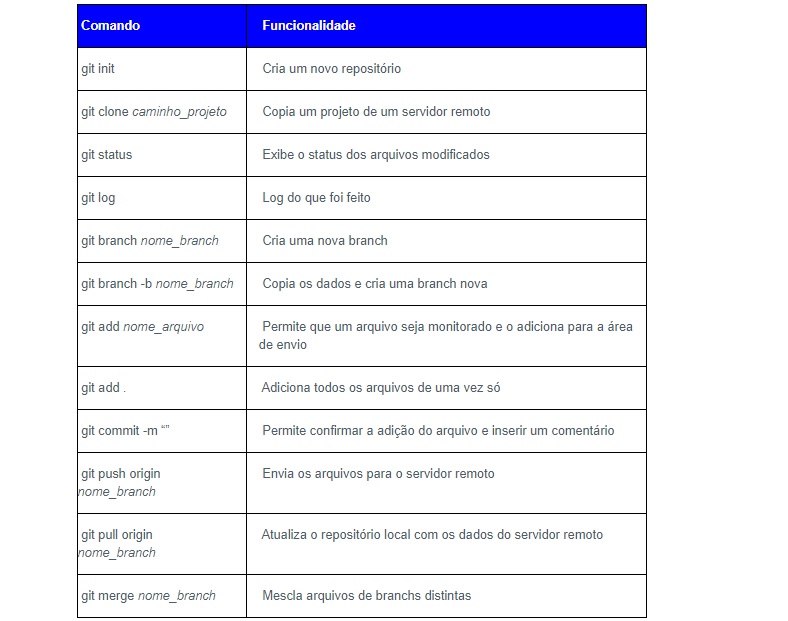 Comando Funcionalidade
git init Cria um novo repositório
git clone caminho_projeto Copia um projeto de um servidor remoto
git status Exibe o status dos arquivos modificados
git log Log do que foi feito
git branch nome_branch Cria uma nova branch
git branch -b nome_branch Copia os dados e cria uma branch nova
git add nome_arquivo Permite que um arquivo seja monitorado e o adiciona para a área
de envio
git add . Adiciona todos os arquivos de uma vez só
git commit -m “” Permite confirmar a adição do arquivo e inserir um comentário
git push origin Envia os arquivos para o servidor remoto
nome_branch
git pull origin Atualiza o repositório local com os dados do servidor remoto
nome_branch
git merge nome_branch Mescla arquivos de branchs distintas